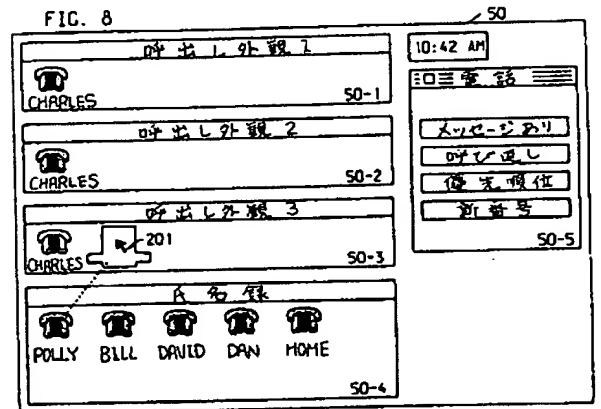 FIG. 8
50
呼出し外観 1
CHARLES
50-1
呼出し外観 2
CHARLES
50-2
呼出し外観 3
CHARLES
201
50-3
氏名録
POLLY BILL DAVID DAN HOME
50-4
10:42 AM
電話
メッセージあり
呼び返し
優先順位
新番号
50-5